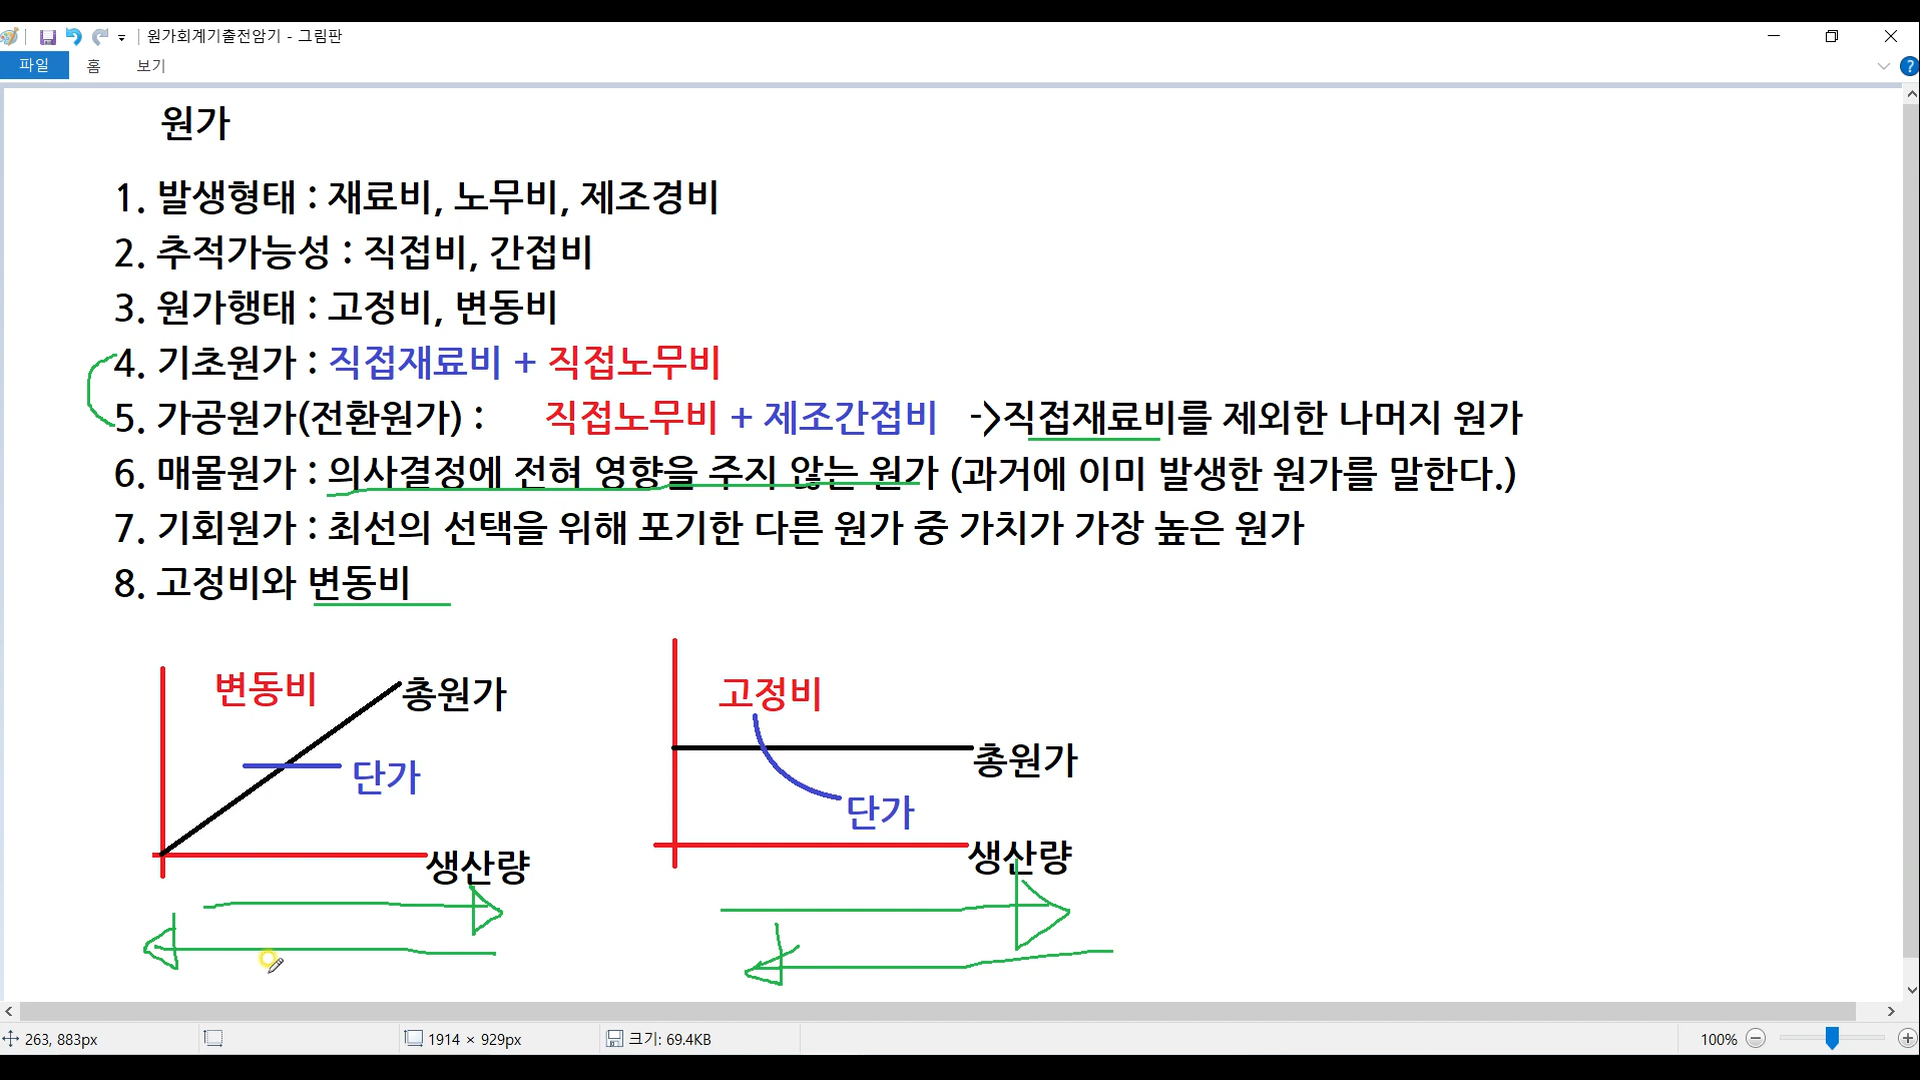 원가회계기출전암기 - 그림판
파일 홈 보기
원가
1. 발생형태 : 재료비, 노무비, 제조경비
2. 추적가능성 : 직접비, 간접비
3. 원가행태 : 고정비, 변동비
4. 기초원가 : 직접재료비 + 직접노무비
5. 가공원가(전환원가) : 직접노무비 + 제조간접비 ->직접재료비를 제외한 나머지 원가
6. 매몰원가 : 의사결정에 전혀 영향을 주지 않는 원가 (과거에 이미 발생한 원가를 말한다.)
7. 기회원가 : 최선의 선택을 위해 포기한 다른 원가 중 가치가 가장 높은 원가
8. 고정비와 변동비
변동비
총원가
단가
생산량
고정비
총원가
단가
생산량
263, 883px
1914 × 929px
크기: 69.4KB
100%